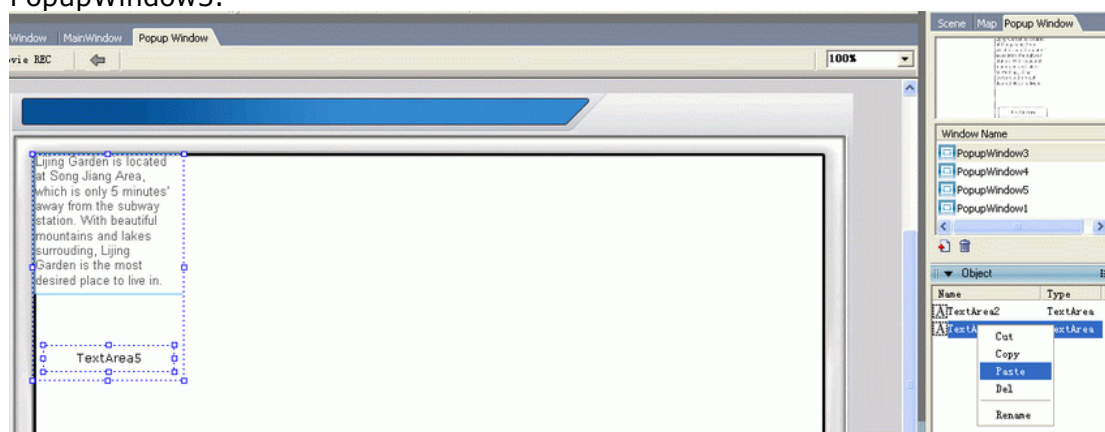 PopupWindow3.
Window MainWindow Popup Window
ovie REC
100%
Lijing Garden is located
at Song Jiang Area,
which is only 5 minutes'
away from the subway
station. With beautiful
mountains and lakes
surrouding, Lijing
Garden is the most
desired place to live in.
TextArea5
Scene Map Popup Window
Window Name
PopupWindow3
PopupWindow4
PopupWindow5
PopupWindow1
Object
Name Type
TextArea2 TextArea
TextA extArea
Cut
Copy
Paste
Del
Rename